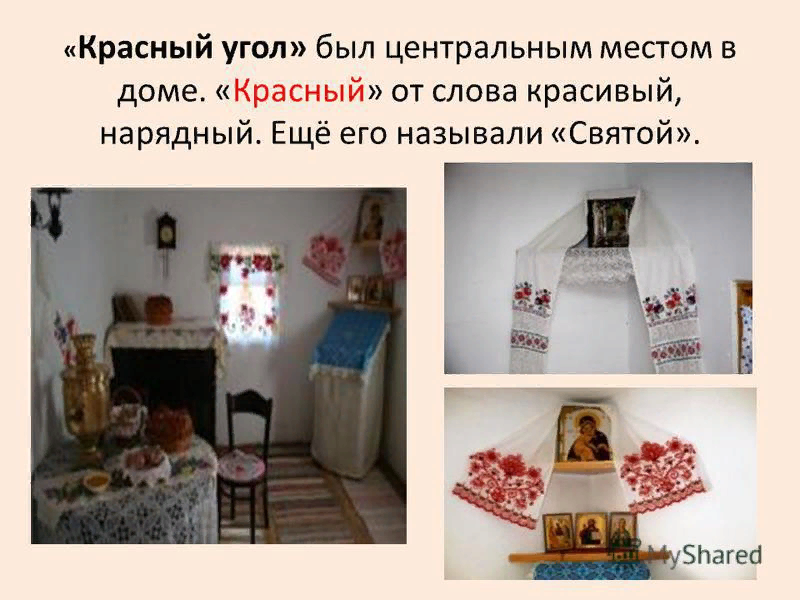 «Красный угол» был центральным местом в
доме. «Красный» от слова красивый,
нарядный. Ещё его называли «Святой».
MyShared